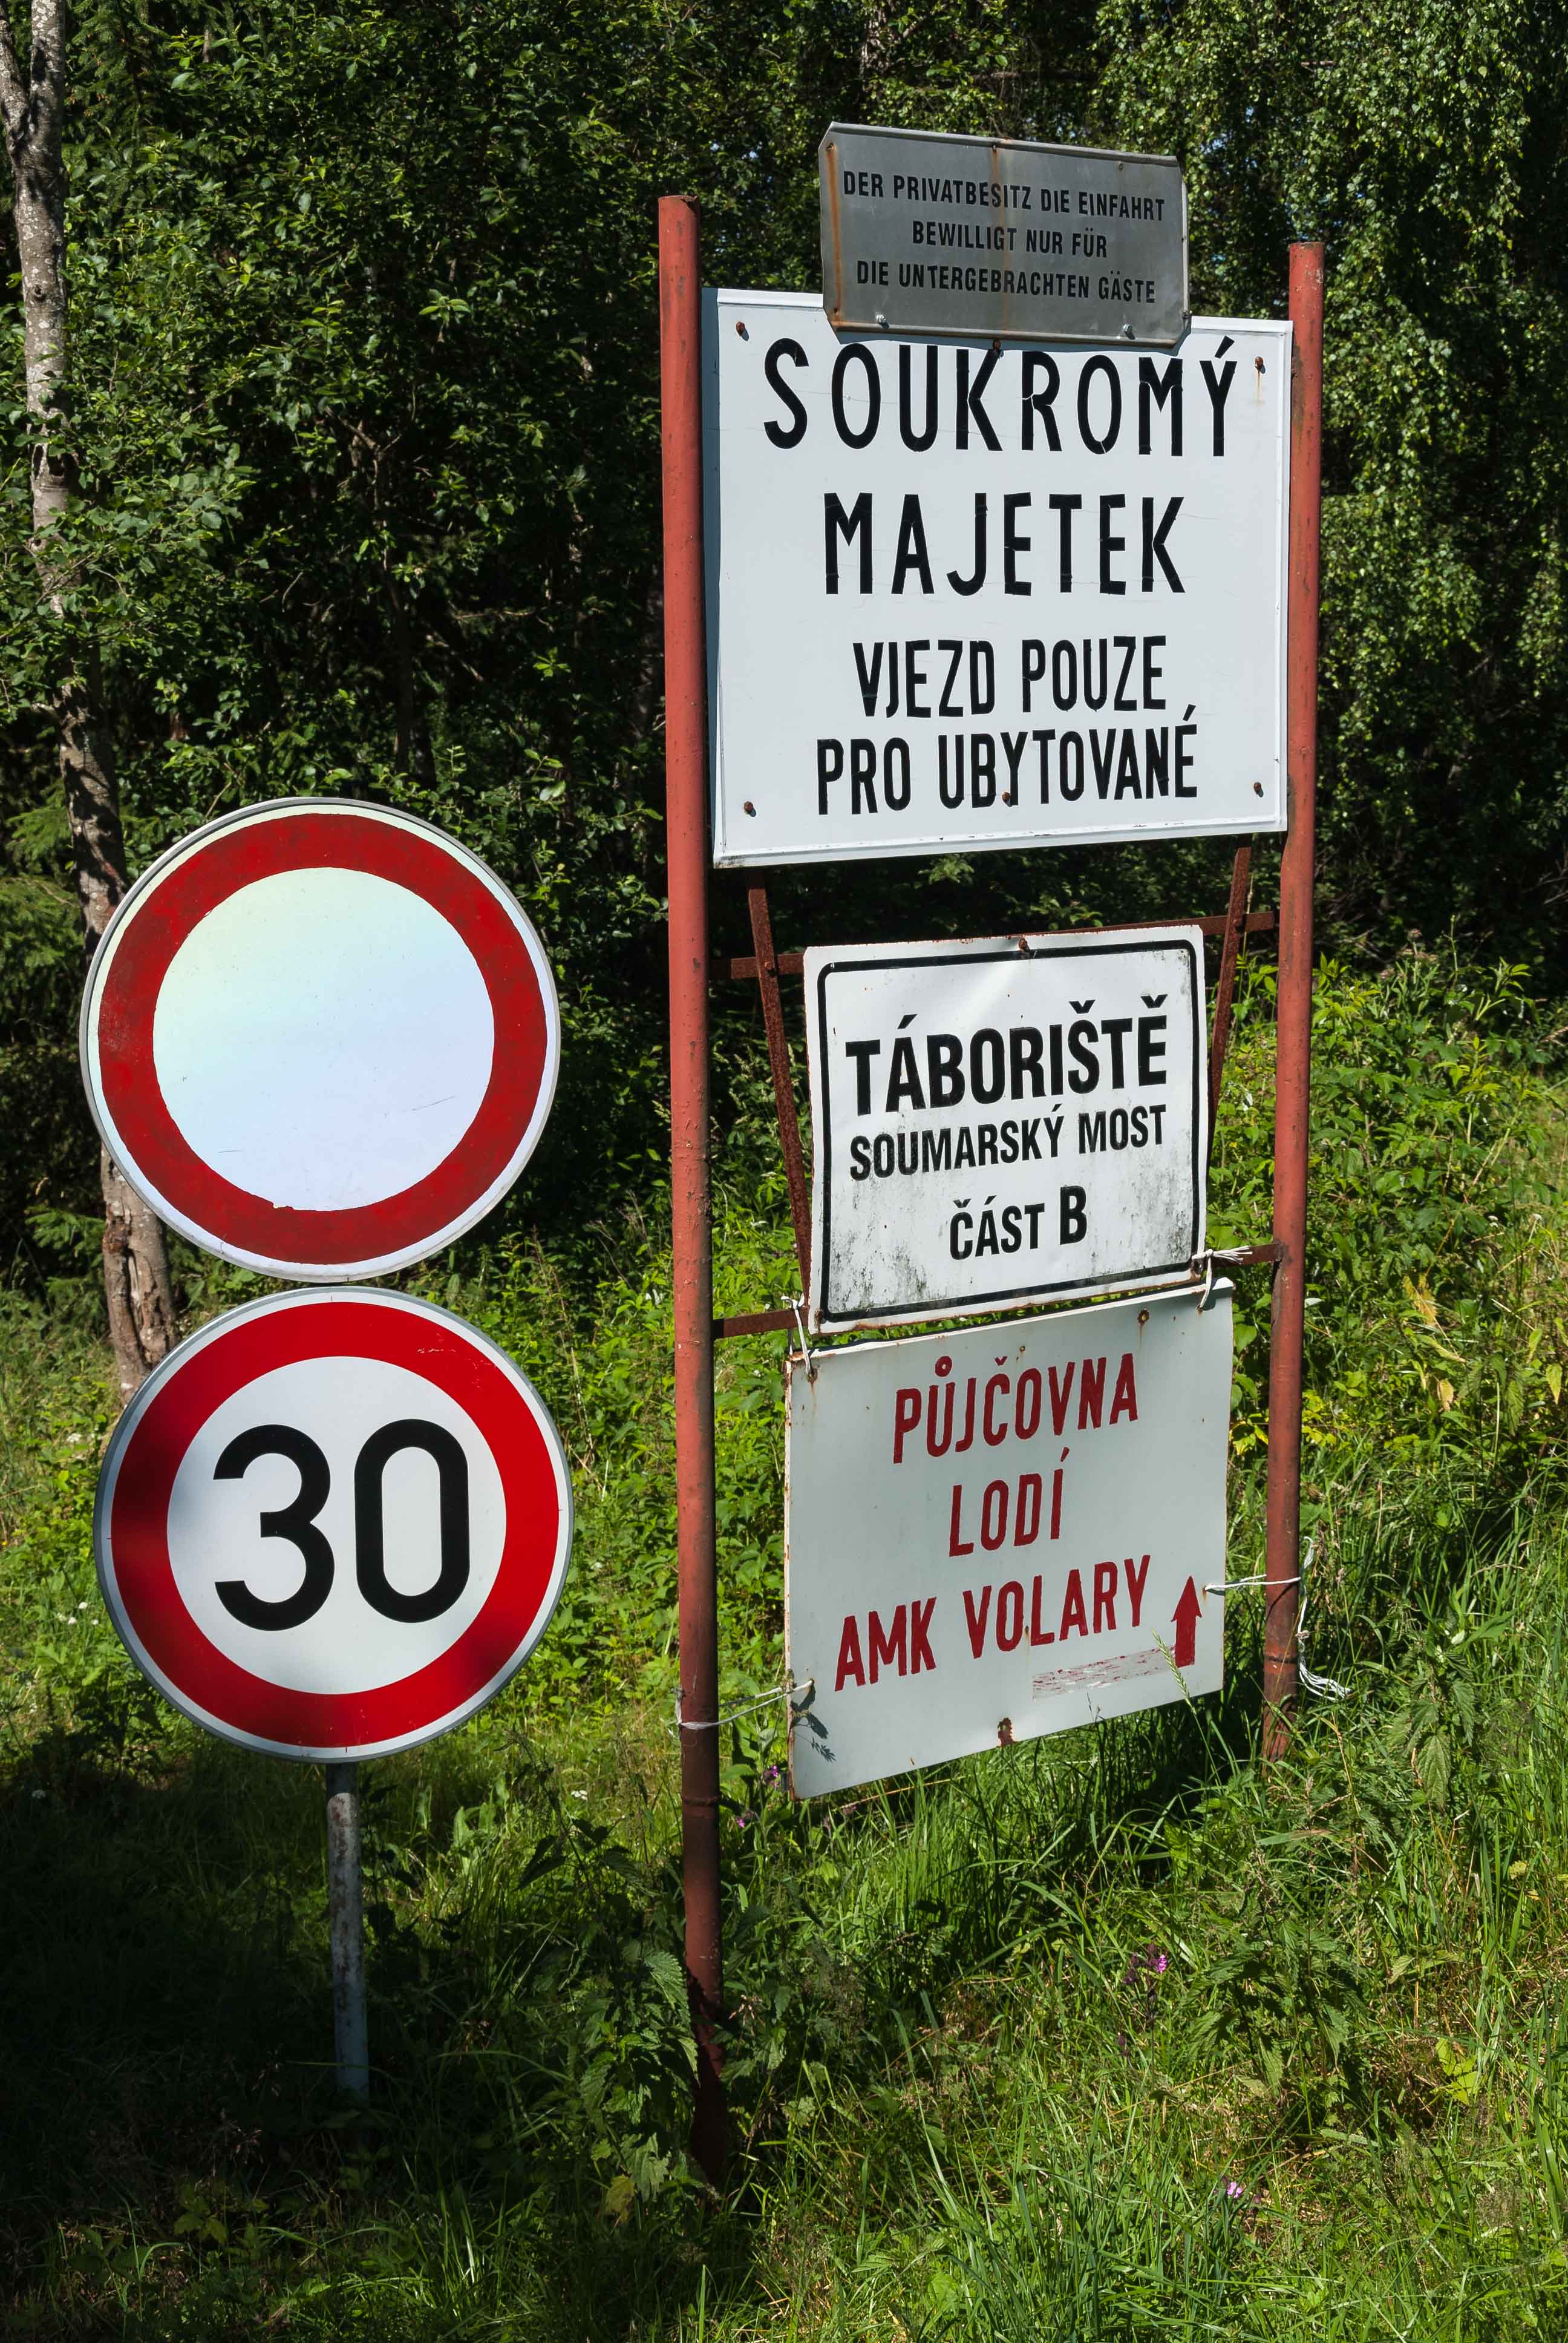 DER PRIVATBESITZ DIE EINFAHRT
BEWILLIGT NUR FÜR
DIE UNTERGEBRACHTEN GÄSTE
SOUKROMÝ
MAJETEK
VJEZD POUZE
PRO UBYTOVANÉ
TÁBORIŠTĚ
SOUMARSKÝ MOST
ČÁST B
PŮJČOVNA
LODÍ
AMK VOLARY
30